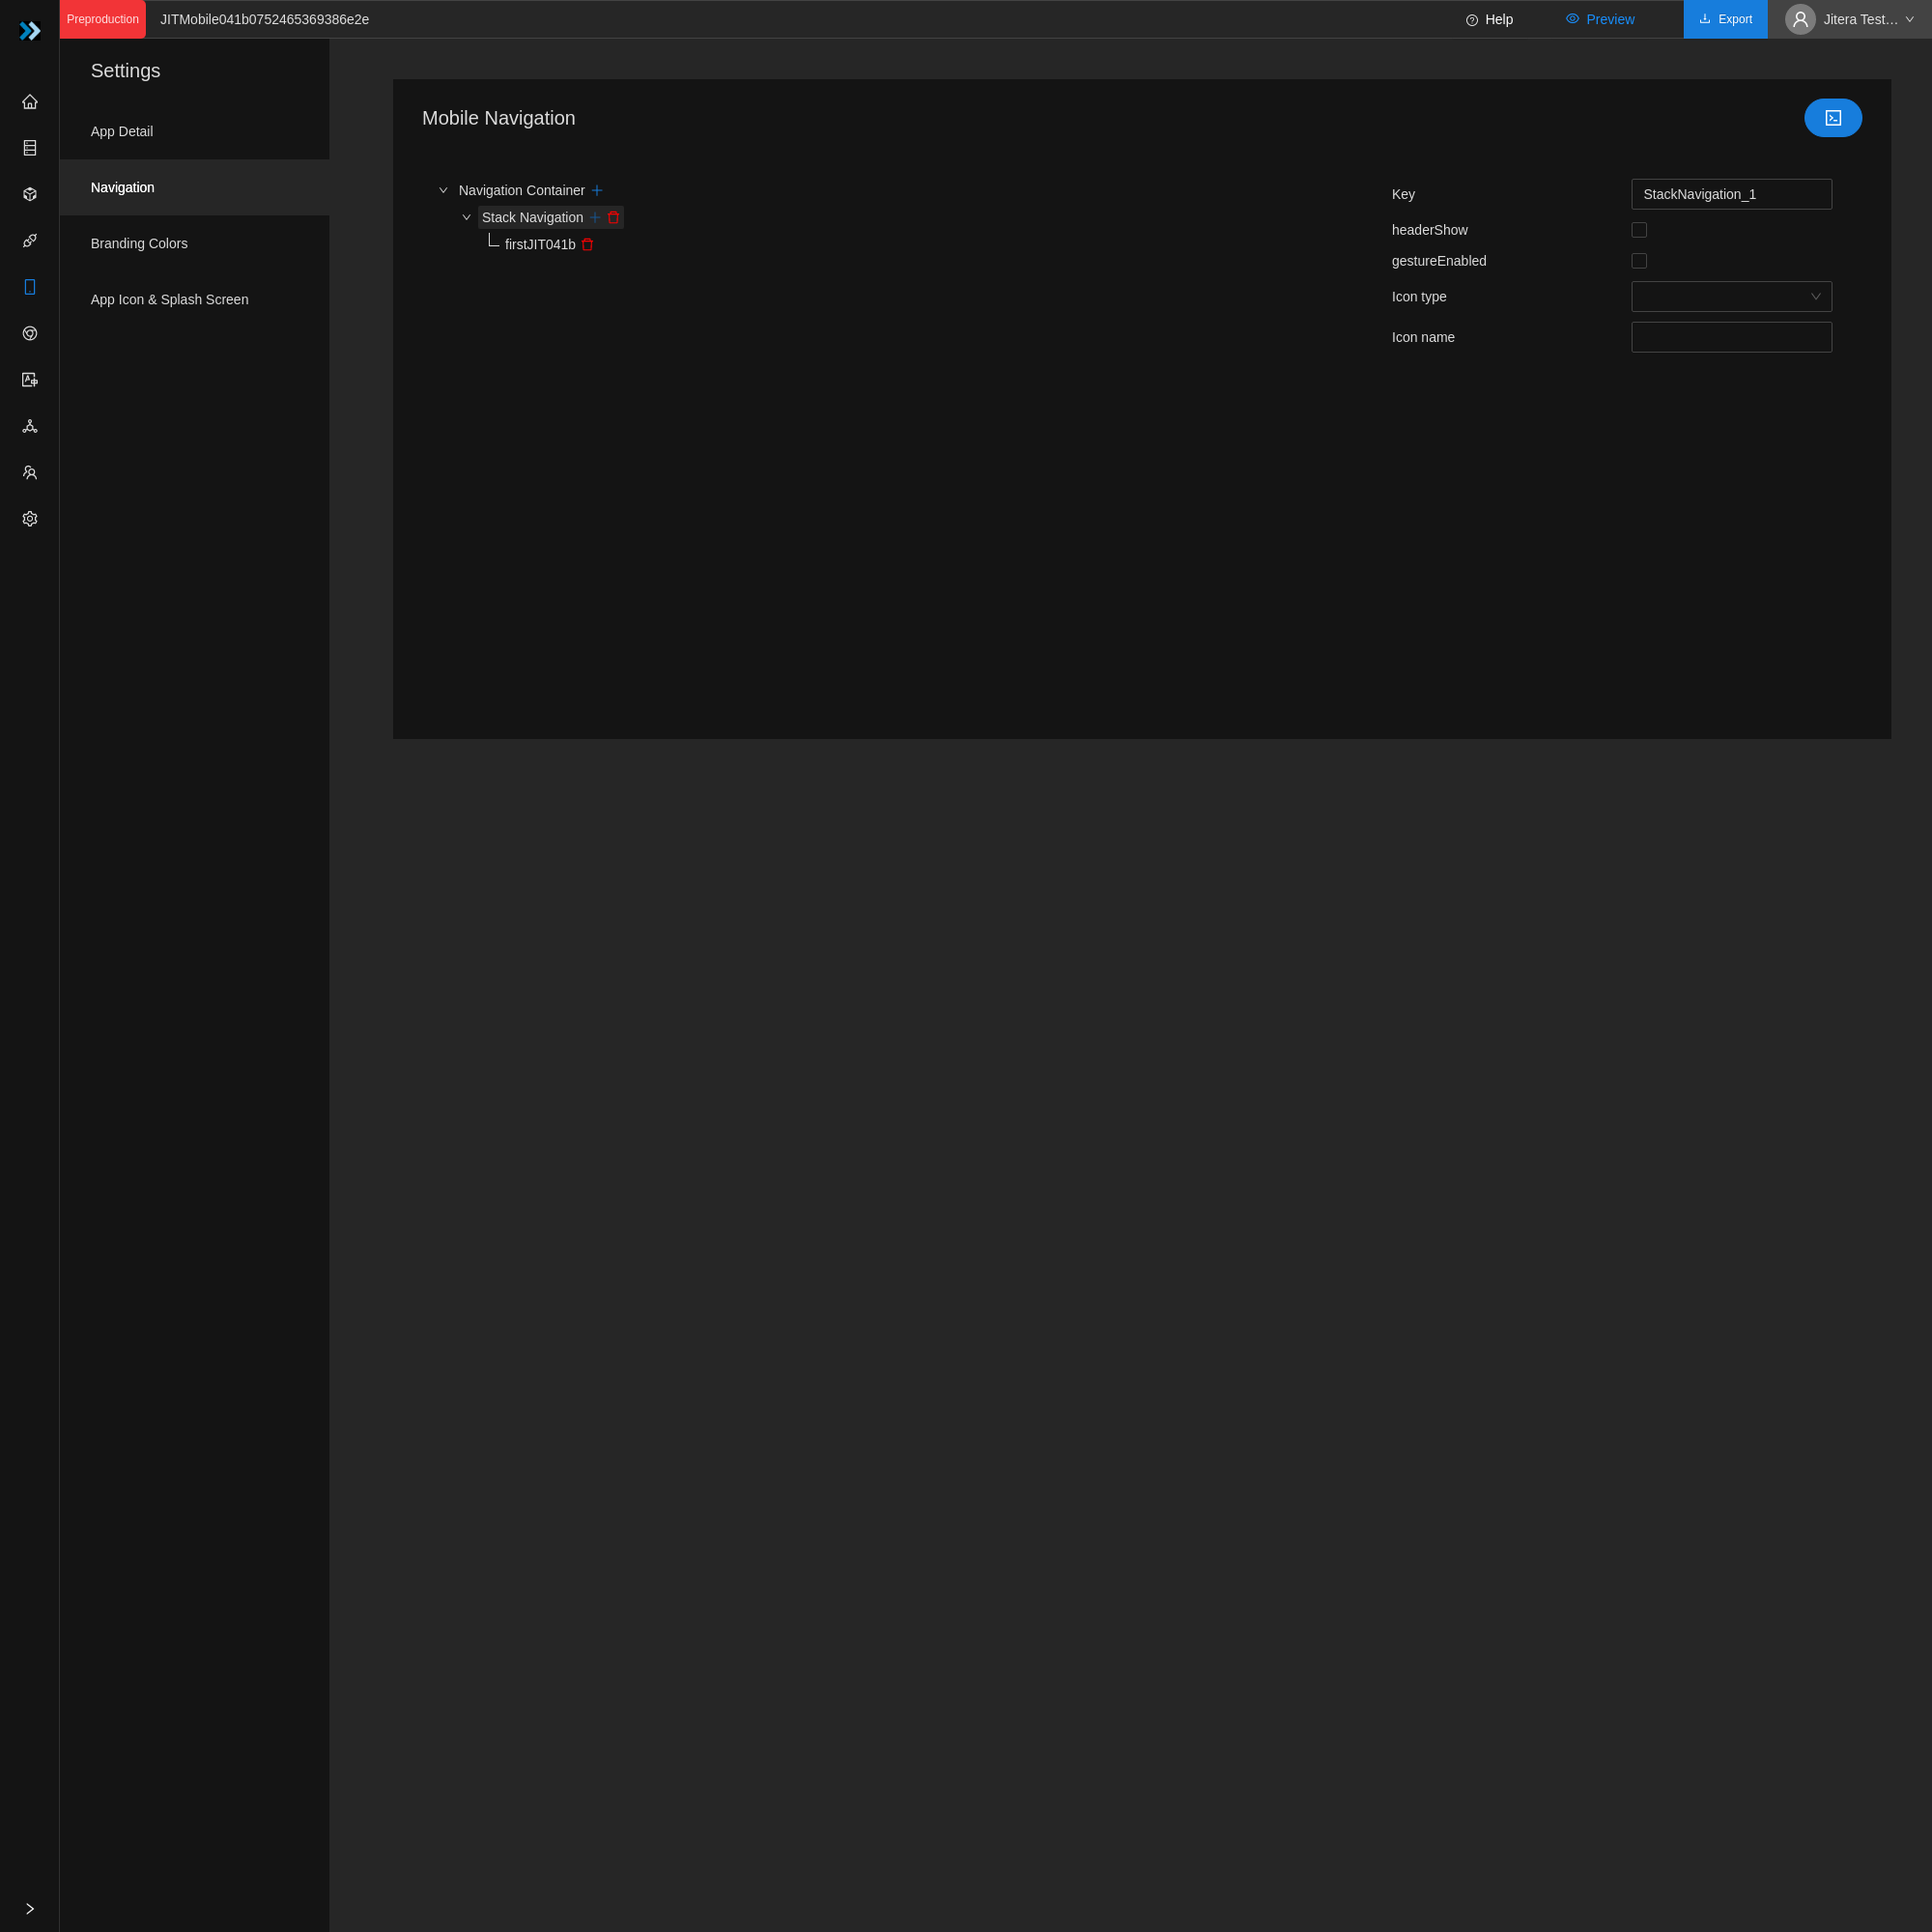 Preproduction
JITMobile041b0752465369386e2e
Help
Preview
Export
Jitera Test...
Settings
App Detail
Navigation
Branding Colors
App Icon & Splash Screen
Mobile Navigation
Navigation Container
Stack Navigation
firstJIT041b
Key
StackNavigation_1
headerShow
gestureEnabled
Icon type
Icon name